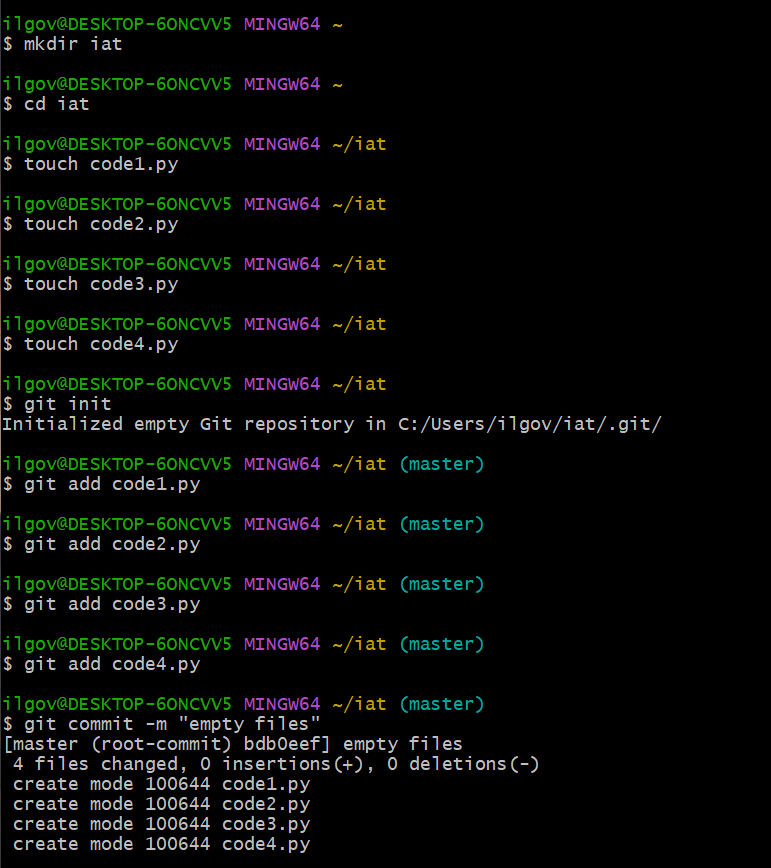 ilgov@DESKTOP-6ONCVV5 MINGW64 ~
$ mkdir iat
ilgov@DESKTOP-6ONCVV5 MINGW64 ~
$ cd iat
ilgov@DESKTOP-6ONCVV5 MINGW64 ~/iat
$ touch code1.py
ilgov@DESKTOP-6ONCVV5 MINGW64 ~/iat
$ touch code2.py
ilgov@DESKTOP-6ONCVV5 MINGW64 ~/iat
$ touch code3.py
ilgov@DESKTOP-6ONCVV5 MINGW64 ~/iat
$ touch code4.py
ilgov@DESKTOP-6ONCVV5 MINGW64 ~/iat
$ git init
Initialized empty Git repository in C:/Users/ilgov/iat/.git/
ilgov@DESKTOP-6ONCVV5 MINGW64 ~/iat (master)
$ git add code1.py
ilgov@DESKTOP-6ONCVV5 MINGW64 ~/iat (master)
$ git add code2.py
ilgov@DESKTOP-6ONCVV5 MINGW64 ~/iat (master)
$ git add code3.py
ilgov@DESKTOP-6ONCVV5 MINGW64 ~/iat (master)
$ git add code4.py
ilgov@DESKTOP-6ONCVV5 MINGW64 ~/iat (master)
$ git commit -m "empty files"
[master (root-commit) bdb0eef] empty files
 4 files changed, 0 insertions(+), 0 deletions(-)
 create mode 100644 code1.py
 create mode 100644 code2.py
 create mode 100644 code3.py
 create mode 100644 code4.py